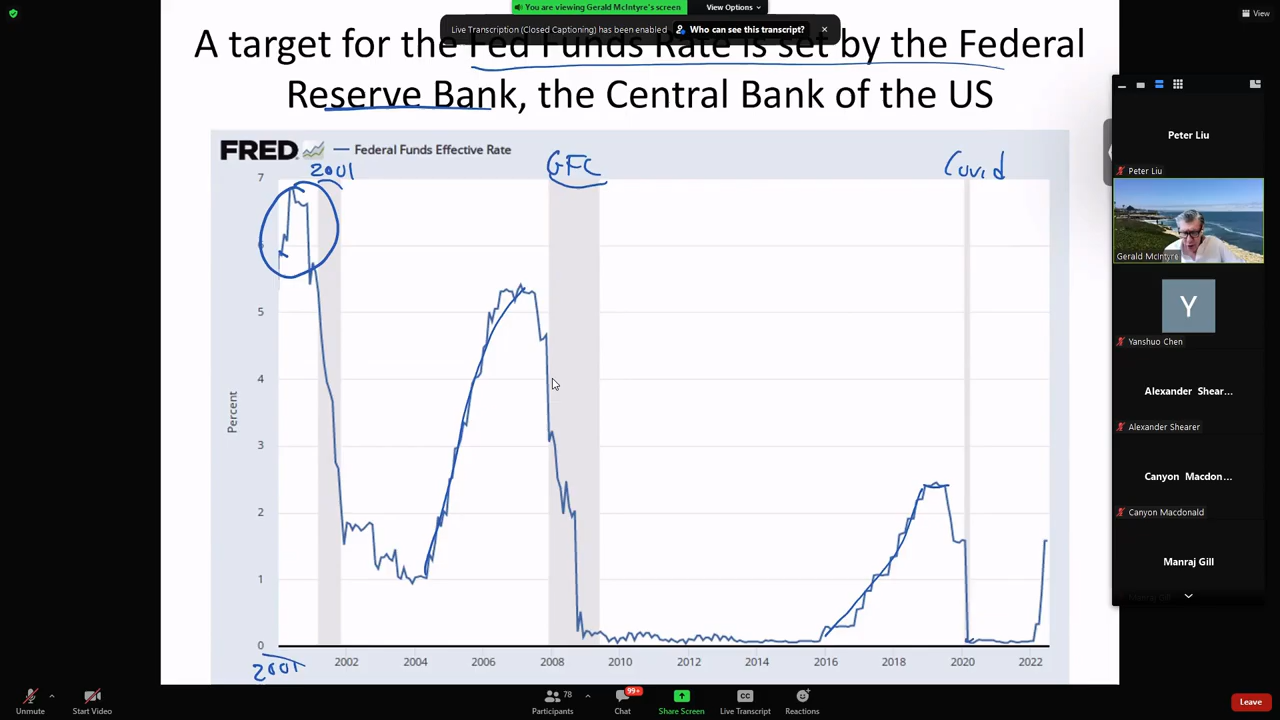 You are viewing Gerald McIntyre's screen
View Options
Live Transcription (Closed Captioning) has been enabled
Who can see this transcript?
View
A target for the Fed Funds Rate is set by the Federal
Reserve Bank, the Central Bank of the US
FRED
Federal Funds Effective Rate
2001
GFC
Covid
7
5
4
3
2
1
0
Percent
2001
2002
2004
2006
2008
2010
2012
2014
2016
2018
2020
2022
Peter Liu
Peter Liu
Gerald McIntyre
Y
Yanshuo Chen
Alexander Shear...
Alexander Shearer
Canyon Macdon...
Canyon Macdonald
Manraj Gill
Unmute
Start Video
Participants
78
Chat
99+
Share Screen
Live Transcript
Reactions
Leave